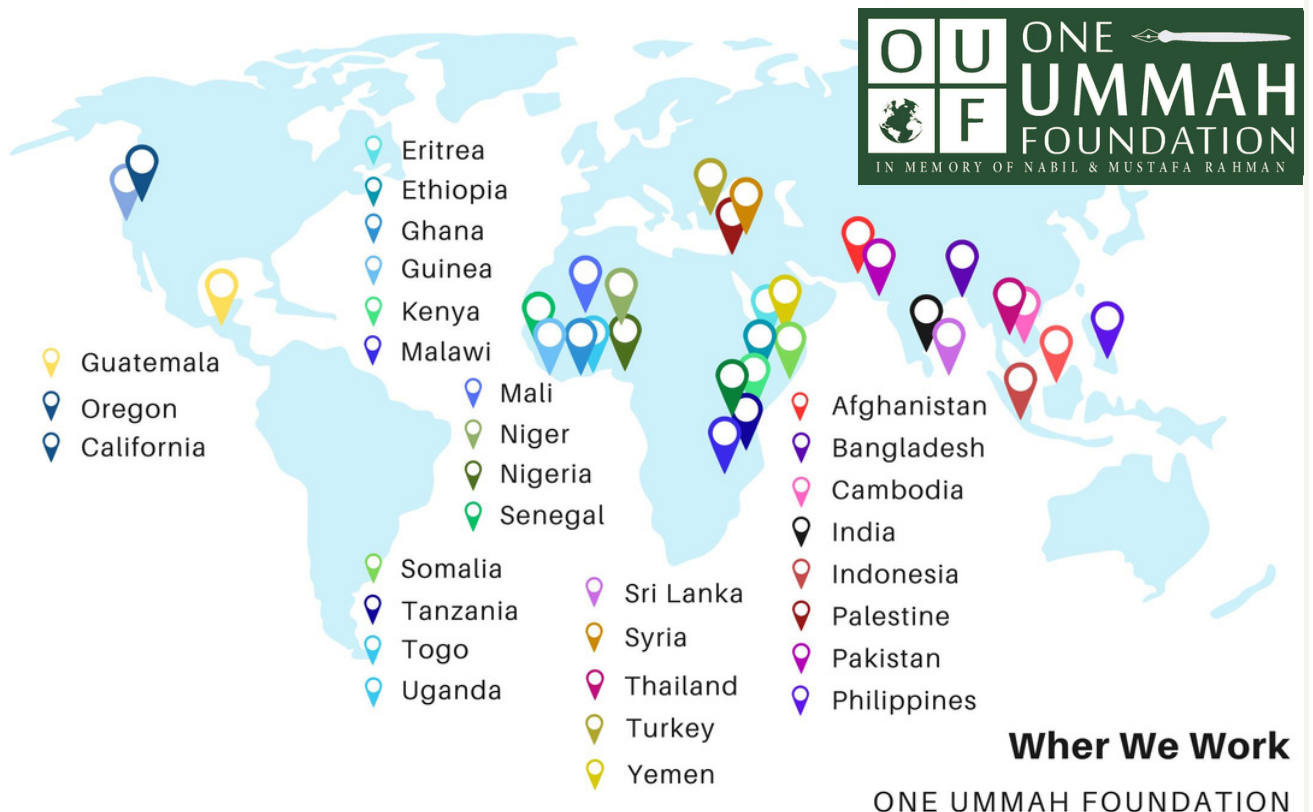 O U
F
ONE
UMMAH
FOUNDATION
IN MEMORY OF NABIL & MUSTAFA RAHMAN
Guatemala
Oregon
California
Eritrea
Ethiopia
Ghana
Guinea
Kenya
Malawi
Mali
Niger
Nigeria
Senegal
Somalia
Tanzania
Togo
Uganda
Sri Lanka
Syria
Thailand
Turkey
Yemen
Afghanistan
Bangladesh
Cambodia
India
Indonesia
Palestine
Pakistan
Philippines
Wher We Work
ONE UMMAH FOUNDATION